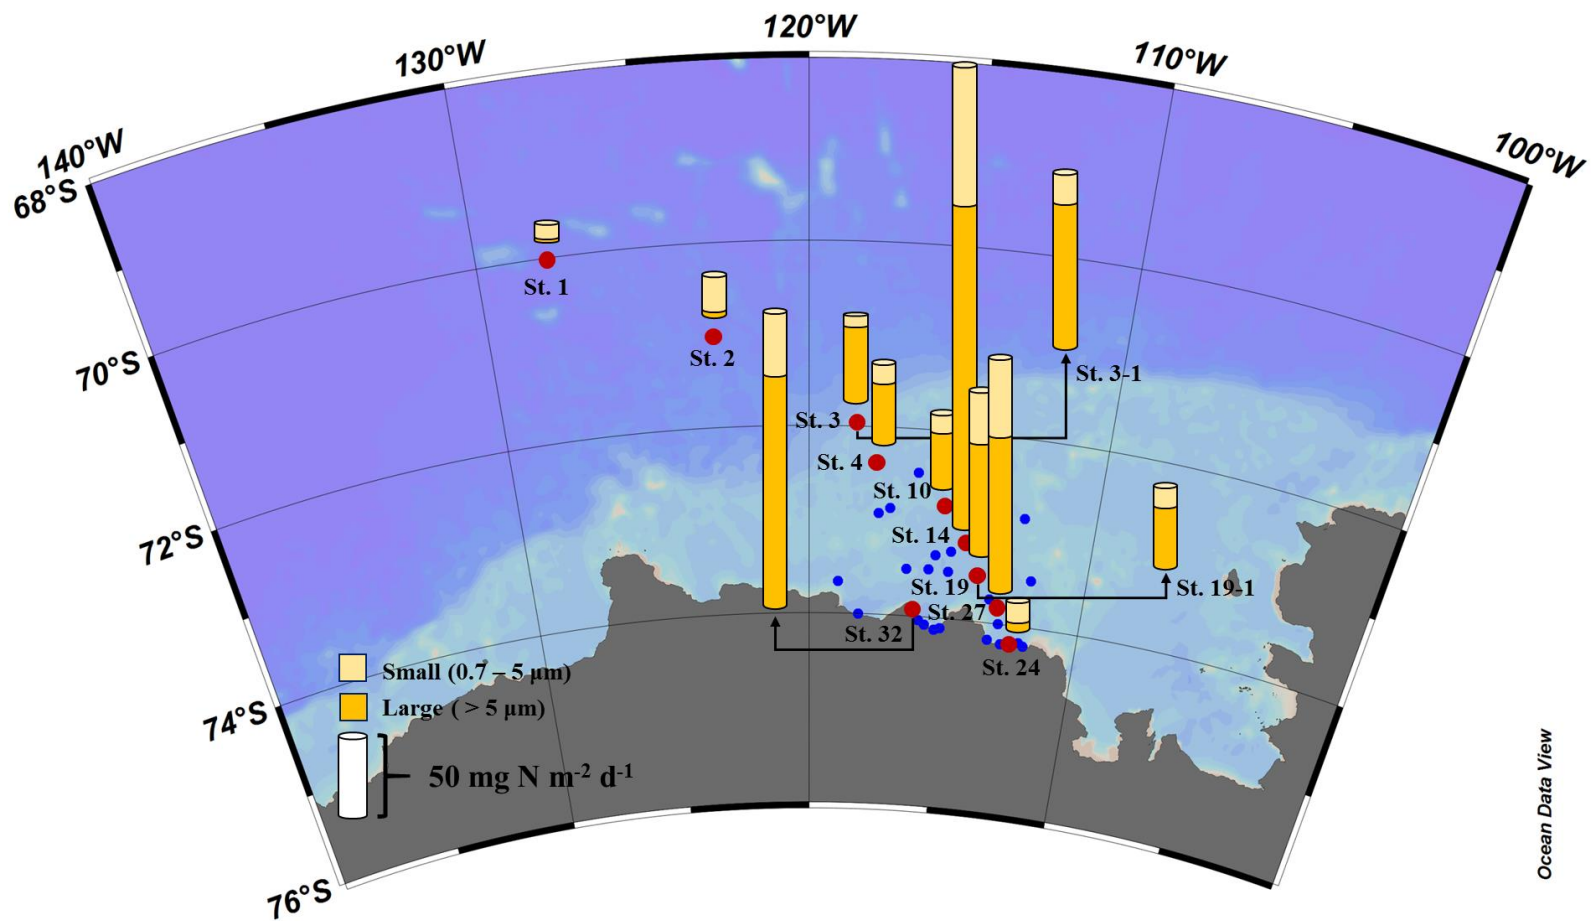 120°W
130°W
110°W
140°W
100°W
68°S
St. 1
St. 2
70°S
St. 3-1
St. 3
St. 4
St. 10
72°S
St. 14
St. 19
St. 19-1
St. 27
St. 32
St. 24
Small (0.7 – 5 μm)
Large ( > 5 μm)
74°S
50 mg N m⁻² d⁻¹
76°S
Ocean Data View